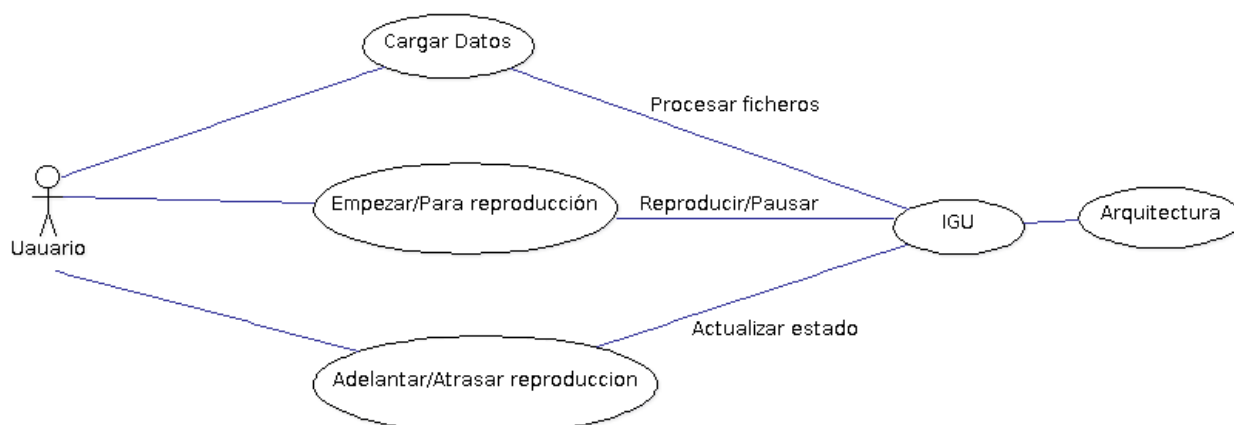 Cargar Datos
Procesar ficheros
Empezar/Para reproducción
Reproducir/Pausar
IGU
Arquitectura
Uauario
Actualizar estado
Adelantar/Atrasar reproduccion